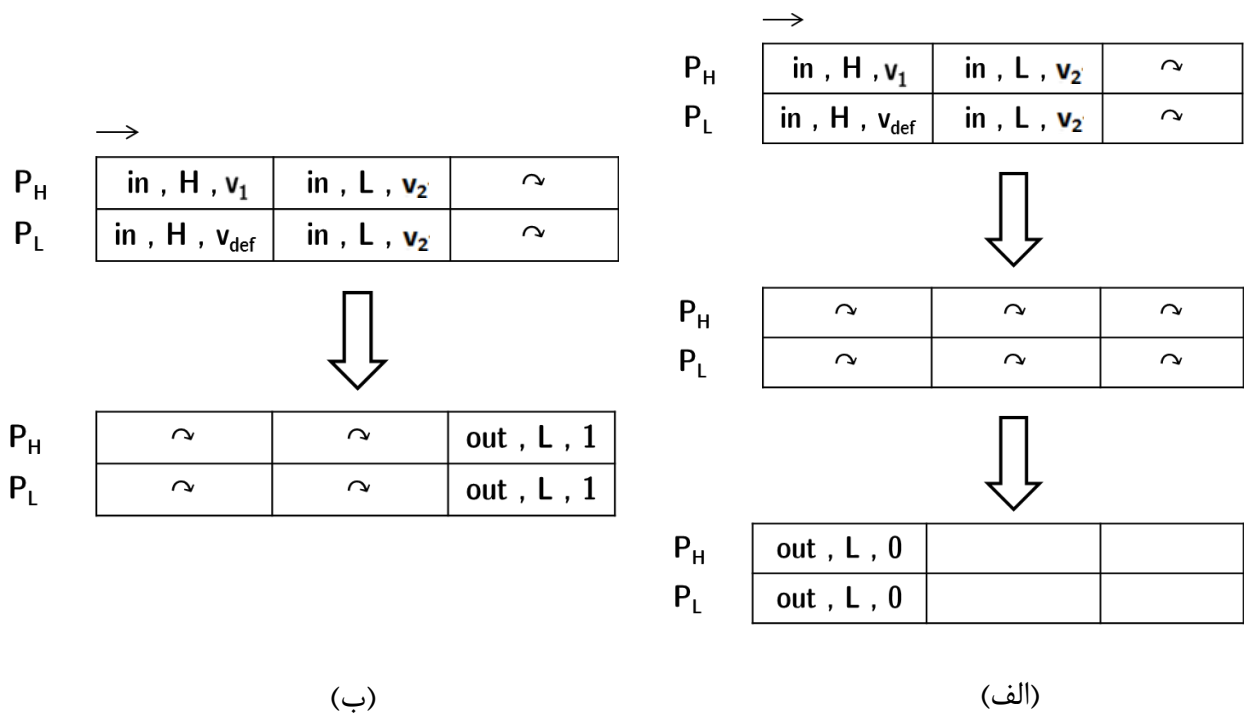 P_H in , H , v_1 in , L , v_2 ↷
P_L in , H , v_def in , L , v_2 ↷
P_H ↷ ↷ ↷
P_L ↷ ↷ ↷
P_H out , L , 0
P_L out , L , 0
(الف)
P_H in , H , v_1 in , L , v_2 ↷
P_L in , H , v_def in , L , v_2 ↷
P_H ↷ ↷ out , L , 1
P_L ↷ ↷ out , L , 1
(ب)